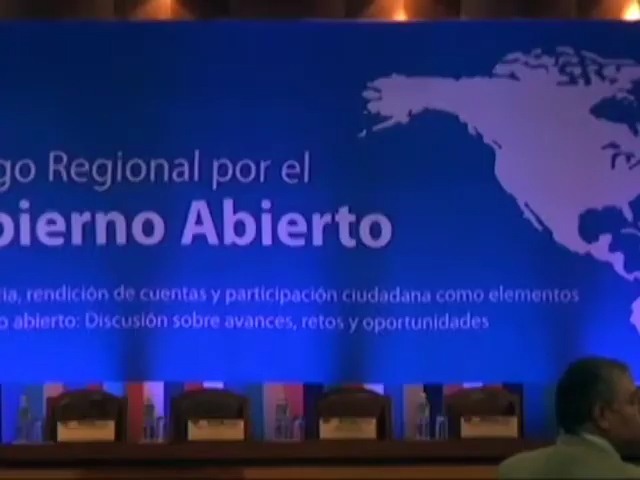 go Regional por el
bierno Abierto
ia, rendición de cuentas y participación ciudadana como elementos
o abierto: Discusión sobre avances, retos y oportunidades